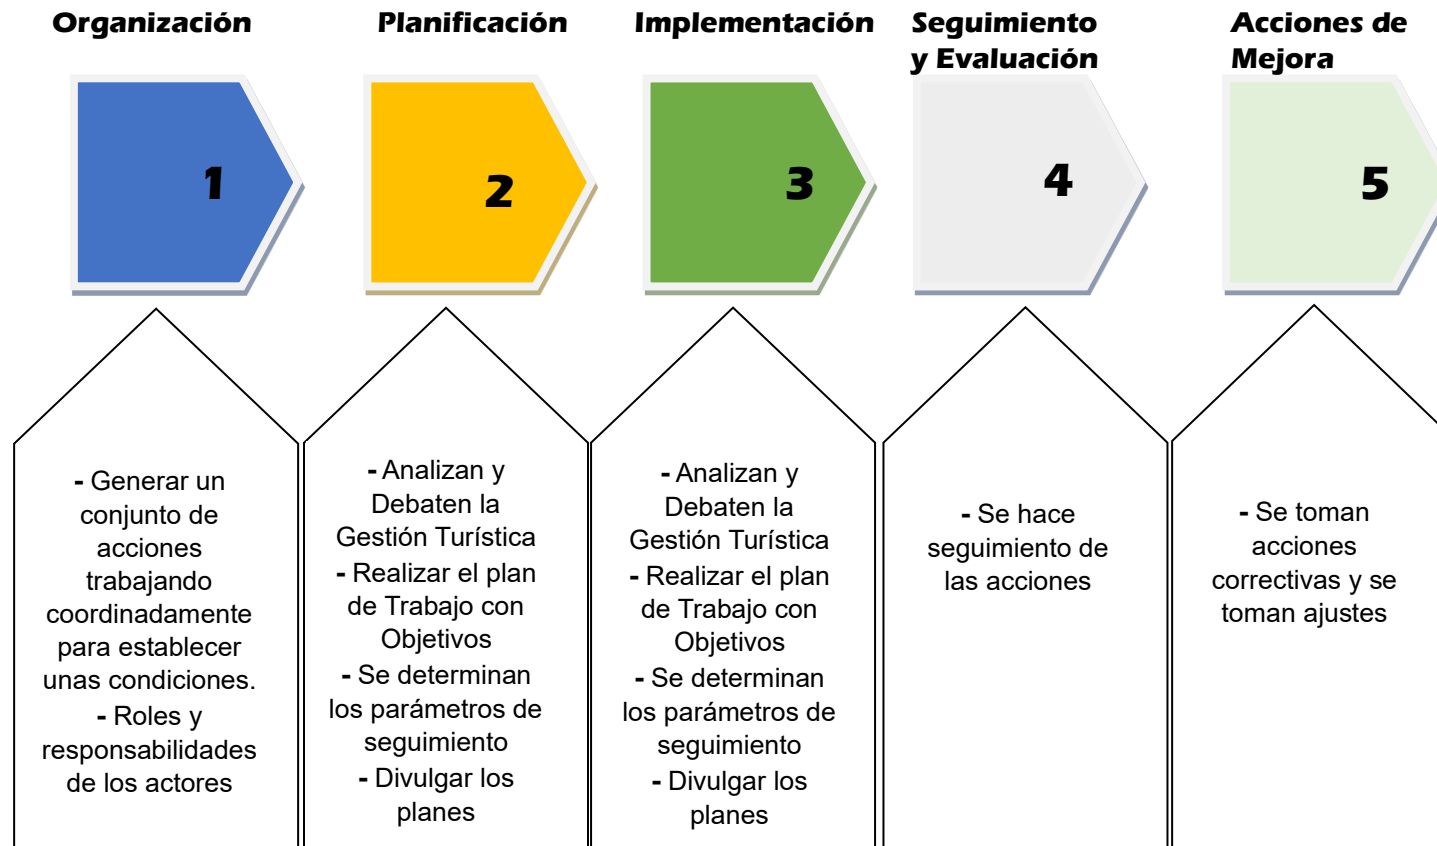 Organización
Planificación
Implementación
Seguimiento
y Evaluación
Acciones de
Mejora
1
2
3
4
5
- Generar un
conjunto de
acciones
trabajando
coordinadamente
para establecer
unas condiciones.
- Roles y
responsabilidades
de los actores
- Analizan y
Debaten la
Gestión Turística
- Realizar el plan
de Trabajo con
Objetivos
- Se determinan
los parámetros de
seguimiento
- Divulgar los
planes
- Analizan y
Debaten la
Gestión Turística
- Realizar el plan
de Trabajo con
Objetivos
- Se determinan
los parámetros de
seguimiento
- Divulgar los
planes
- Se hace
seguimiento de
las acciones
- Se toman
acciones
correctivas y se
toman ajustes